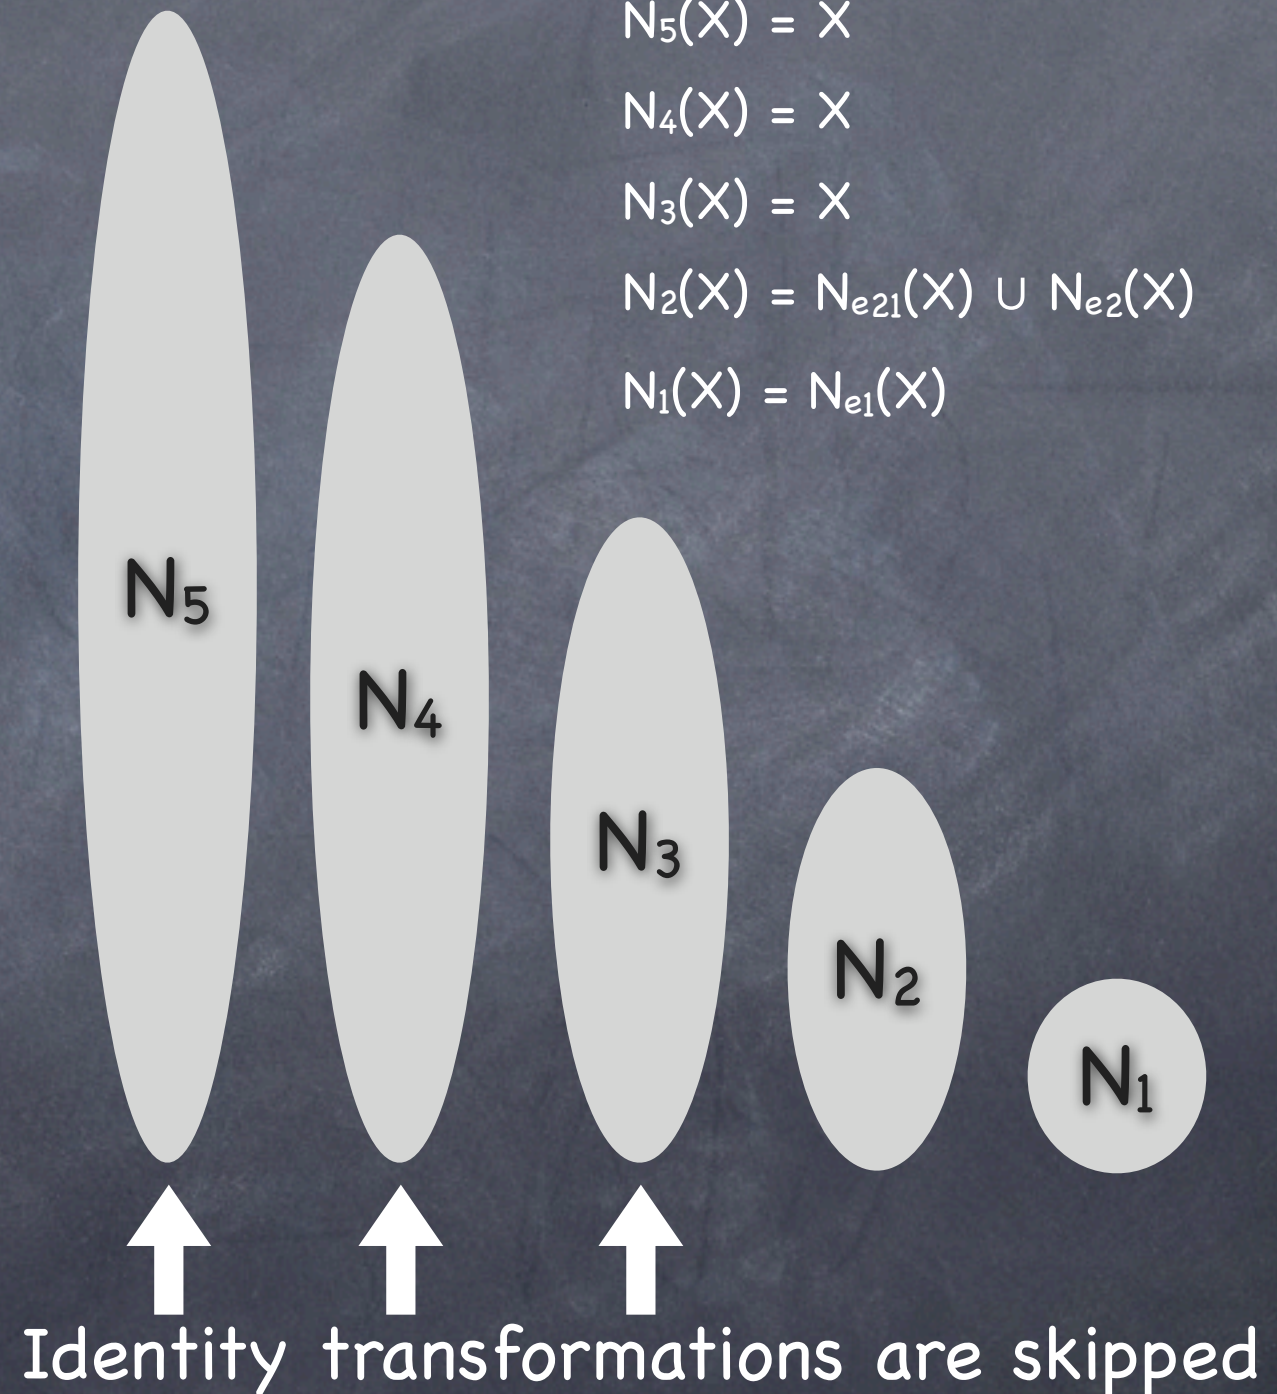 N₅(X) = X
N₄(X) = X
N₃(X) = X
N₂(X) = Nₑ₂₁(X) ∪ Nₑ₂(X)
N₁(X) = Nₑ₁(X)
N₅
N₄
N₃
N₂
N₁
Identity transformations are skipped